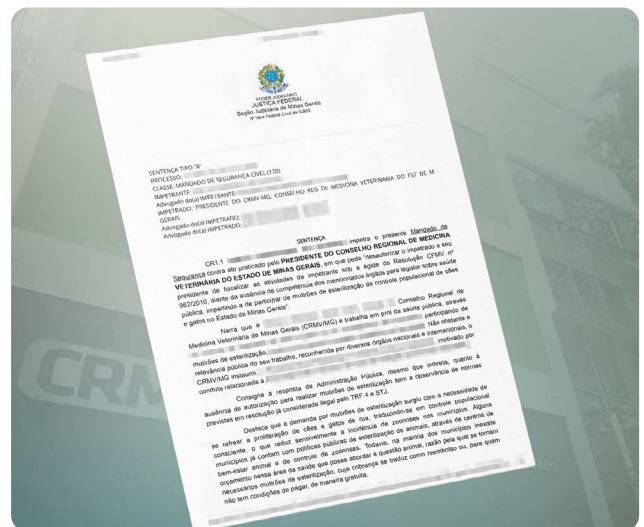 PODER JUDICIÁRIO
JUSTIÇA FEDERAL
Seção Judiciária de Minas Gerais
Vara Federal Cível da SJMG
SENTENÇA TIPO "A"
PROCESSO:
CLASSE: MANDADO DE SEGURANÇA CÍVEL (120)
IMPETRANTE:
Advogado do(a) IMPETRANTE:
IMPETRADO: PRESIDENTE DO CRMV-MG, CONSELHO REG DE MEDICINA VETERINARIA DO EST DE M
GERAIS
Advogado do(a) IMPETRADO:
Advogado do(a) IMPETRADO:
SENTENÇA
CR1.1 impetra o presente Mandado de
Segurança contra ato praticado pelo PRESIDENTE DO CONSELHO REGIONAL DE MEDICINA
VETERINÁRIA DO ESTADO DE MINAS GERAIS, em que pede "desautorizar o impetrado e seu
presidente de fiscalizar as atividades da impetrante sob a égide da Resolução CFMV nº
962/2010, diante da ausência de competência dos mencionados órgãos para legislar sobre saúde
pública, impertindo-a de participar de mutirões de esterilização de controle populacional de cães
e gatos no Estado de Minas Gerais".
Narra que é Conselho Regional de
Medicina Veterinária de Minas Gerais (CRMV/MG) e trabalha em prol da saúde pública, através
mutirões de esterilização, participando de
relevância pública do seu trabalho, reconhecida por diversos órgãos nacionais e internacionais, o
Não obstante a
CRMV/MG instaurou motivado por
conduta relacionada a
Consigna a resposta da Administração Pública, mesmo que indireta, quanto à
ausência de autorização para realizar mutirões de esterilização sem a observância de normas
previstas em resolução já considerada ilegal pelo TRF-4 e STJ.
Destaca que a demanda por mutirões de esterilização surgiu com a necessidade de
se refrear a proliferação de cães e gatos de rua, traduzindo-se em controle populacional
consciente, o que reduz sensivelmente a incidência de zoonoses nos municípios. Alguns
municípios já contam com políticas públicas de esterilização de animais, através de centros de
bem-estar animal e de controle de zoonoses. Todavia, na maioria dos municípios inexiste
orçamento nessa área da saúde que possa abordar a questão animal, razão pela qual se tornam
necessários mutirões de esterilização, cuja cobrança se traduz como reembolso ou, para quem
não tem condições de pagar, de maneira gratuita.